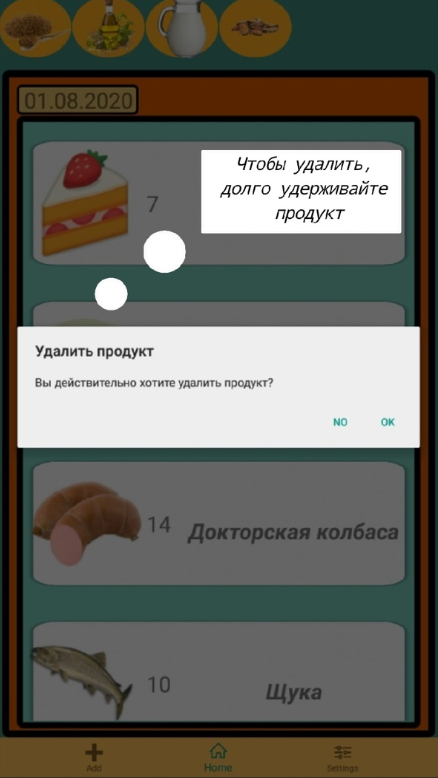 01.08.2020
Чтобы удалить,
долго удерживайте
продукт
7
Удалить продукт
Вы действительно хотите удалить продукт?
NO OK
14 Докторская колбаса
10 Щука
Add Home Settings